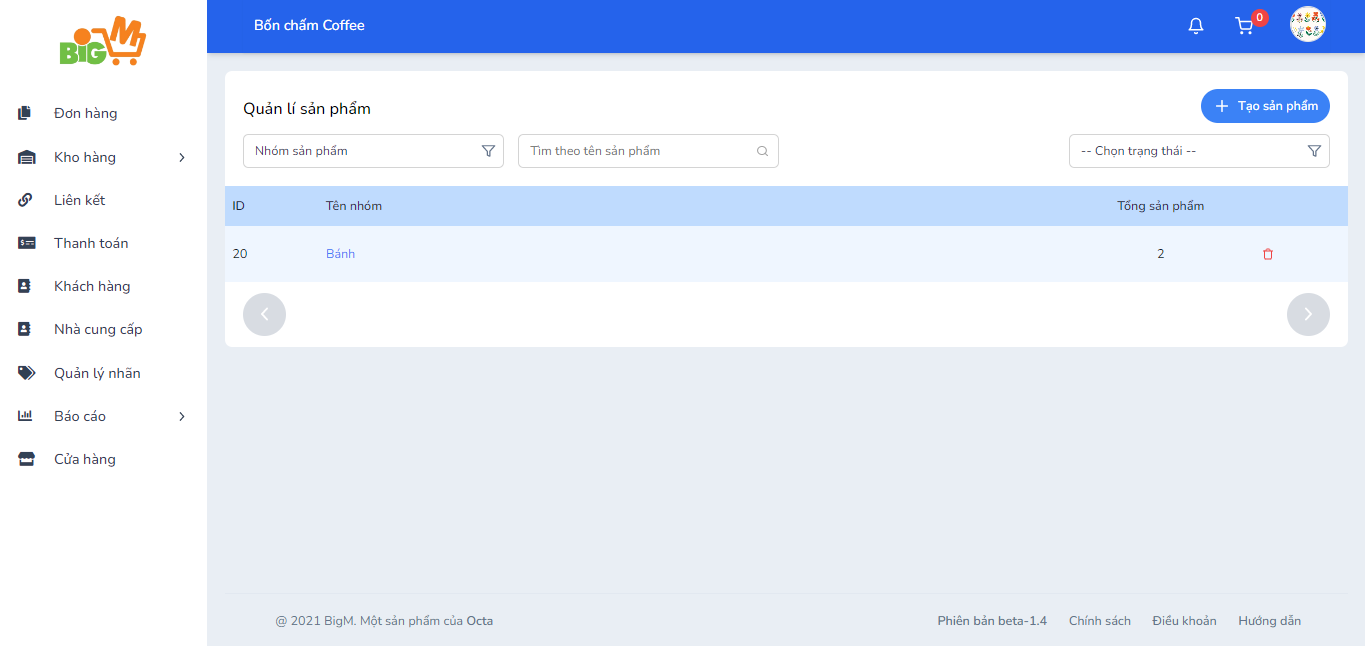 BIGM
Bốn chấm Coffee
0
Đơn hàng
Kho hàng
Liên kết
Thanh toán
Khách hàng
Nhà cung cấp
Quản lý nhãn
Báo cáo
Cửa hàng
Quản lí sản phẩm
Tạo sản phẩm
Nhóm sản phẩm
Tìm theo tên sản phẩm
-- Chọn trạng thái --
ID Tên nhóm Tổng sản phẩm
20 Bánh 2
@ 2021 BigM. Một sản phẩm của Octa
Phiên bản beta-1.4 Chính sách Điều khoản Hướng dẫn